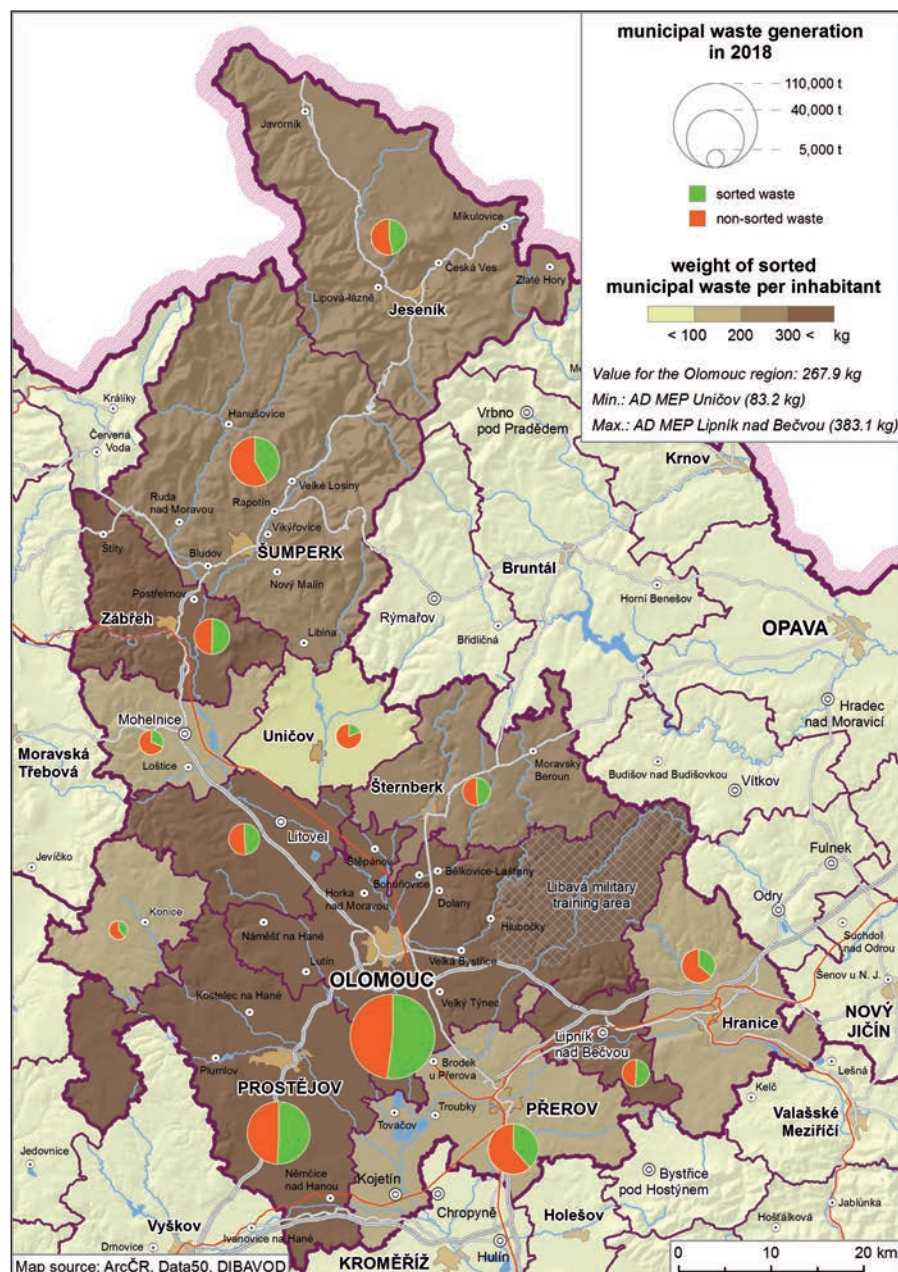 municipal waste generation
in 2018
110,000 t
40,000 t
5,000 t
sorted waste
non-sorted waste
weight of sorted
municipal waste per inhabitant
< 100 200 300 < kg
Value for the Olomouc region: 267.9 kg
Min.: AD MEP Uničov (83.2 kg)
Max.: AD MEP Lipník nad Bečvou (383.1 kg)
Javorník
Mikulovice
Česká Ves
Zlaté Hory
Lipová-lázně
Jeseník
Králíky
Hanušovice
Vrbno
pod Pradědem
Červená
Voda
Krnov
Velké Losiny
Ruda
nad Moravou
Rapotín
Vikýřovice
Štíty
Bludov
ŠUMPERK
Bruntál
Nový Malín
Postřelmov
Rýmařov
Horní Benešov
Zábřeh
Libina
Břidličná
OPAVA
Hradec
nad Moravicí
Mohelnice
Uničov
Moravská
Třebová
Loštice
Moravský
Beroun
Budišov nad Budišovkou
Šternberk
Vítkov
Litovel
Štěpánov
Jevíčko
Bohuňovice
Bělkovice-Lašťany
Fulnek
Horka
nad Moravou
Dolany
Libavá military
training area
Odry
Konice
Náměšť na Hané
Hlubočky
Suchdol
nad Odrou
Lutín
Velká Bystřice
Šenov u N. J.
OLOMOUC
Kostelec na Hané
Velký Týnec
NOVÝ
JIČÍN
Hranice
Lipník
nad Bečvou
Plumlov
Brodek
u Přerova
Lešná
PROSTĚJOV
Kelč
PŘEROV
Troubky
Tovačov
Valašské
Meziříčí
Jedovnice
Němčice
nad Hanou
Kojetín
Bystřice
pod Hostýnem
Chropyně
Holešov
Jablůnka
Vyškov
Ivanovice na Hané
Hošťálková
Drnovice
KROMĚŘÍŽ
Hulín
0 10 20 km
Map source: ArcČR, Data50, DIBAVOD